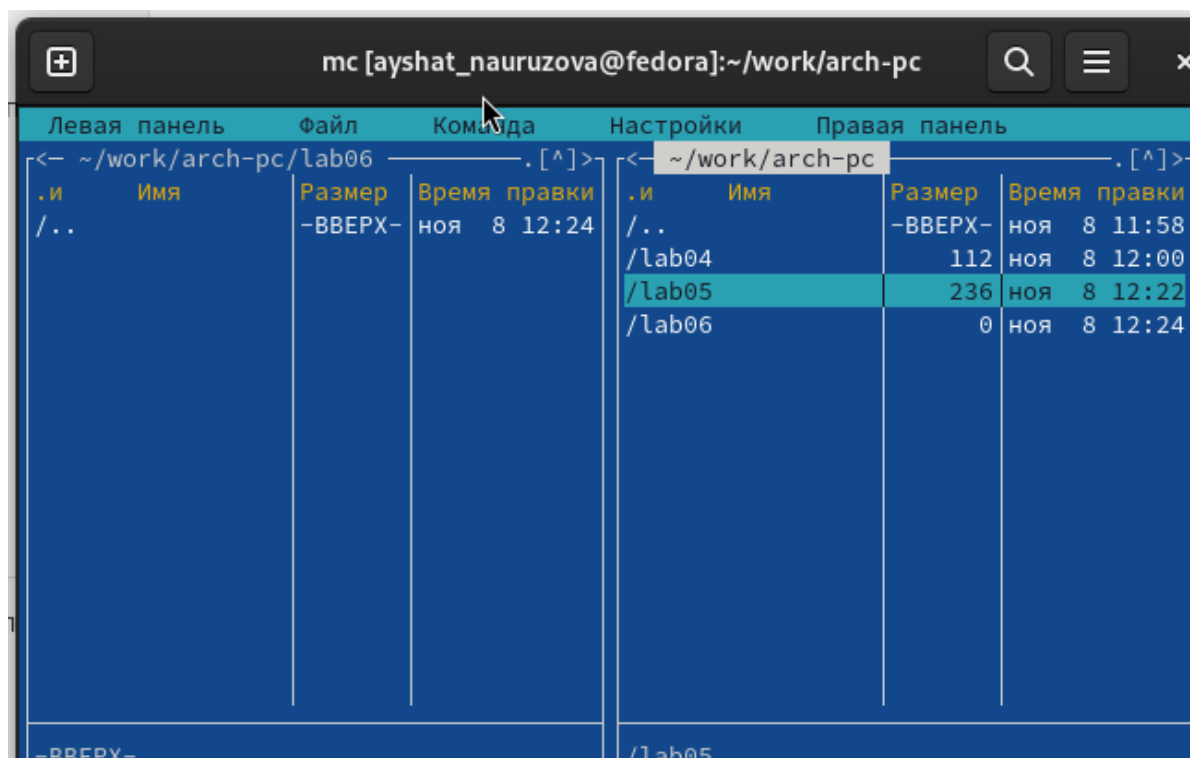 mc [ayshat_nauruzova@fedora]:~/work/arch-pc
Левая панель Файл Команда Настройки Правая панель
<— ~/work/arch-pc/lab06 .[^]> <— ~/work/arch-pc .[^]>
.и Имя Размер Время правки .и Имя Размер Время правки
/.. -ВВЕРХ- ноя 8 12:24 /.. -ВВЕРХ- ноя 8 11:58
/lab04 112 ноя 8 12:00
/lab05 236 ноя 8 12:22
/lab06 0 ноя 8 12:24
-ВВЕРХ- /lab05